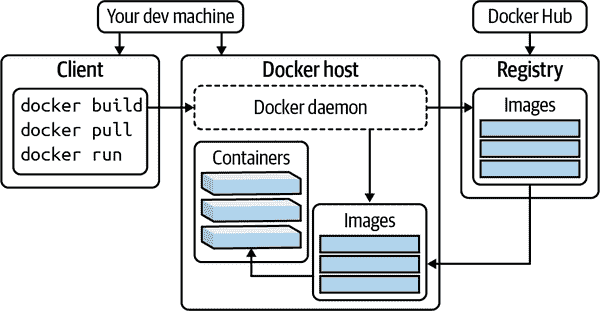 Your dev machine
Docker Hub
Client
docker build
docker pull
docker run
Docker host
Docker daemon
Containers
Images
Registry
Images